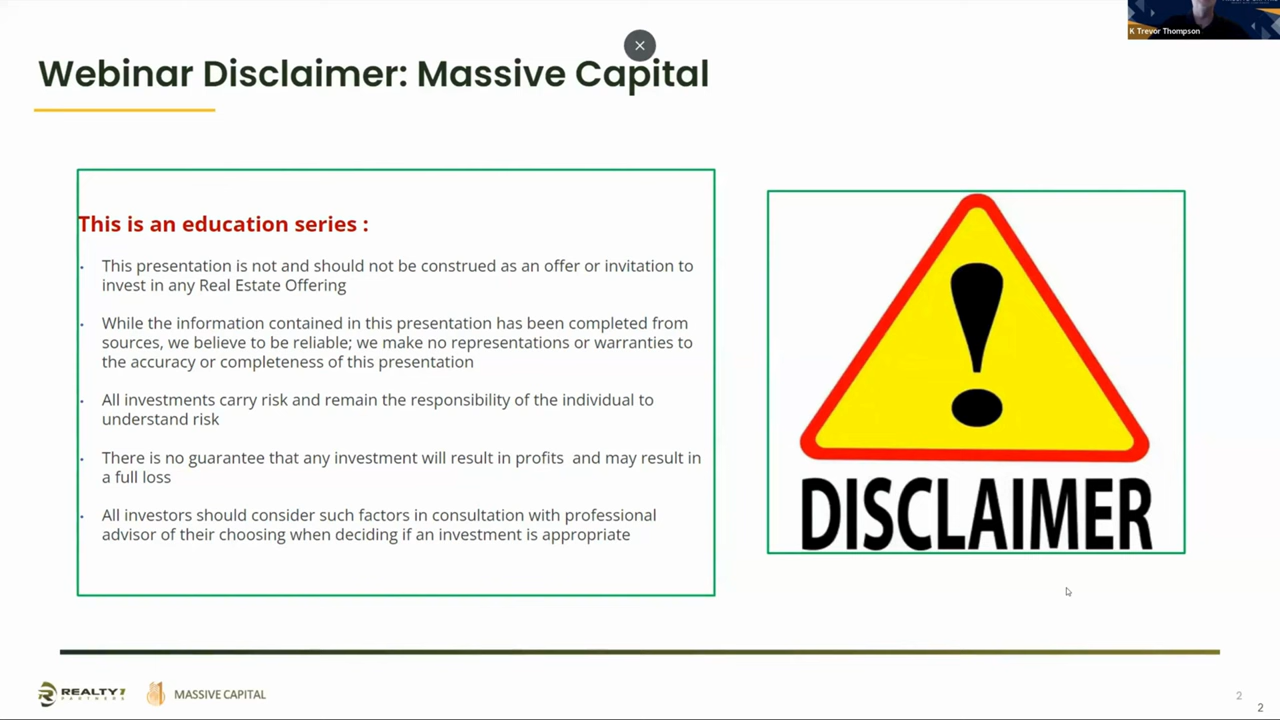 K Trevor Thompson
Webinar Disclaimer: Massive Capital
This is an education series :
• This presentation is not and should not be construed as an offer or invitation to
invest in any Real Estate Offering
• While the information contained in this presentation has been completed from
sources, we believe to be reliable; we make no representations or warranties to
the accuracy or completeness of this presentation
• All investments carry risk and remain the responsibility of the individual to
understand risk
• There is no guarantee that any investment will result in profits  and may result in
a full loss
• All investors should consider such factors in consultation with professional
advisor of their choosing when deciding if an investment is appropriate
DISCLAIMER
REALTY1
PARTNERS
MASSIVE CAPITAL
2
2